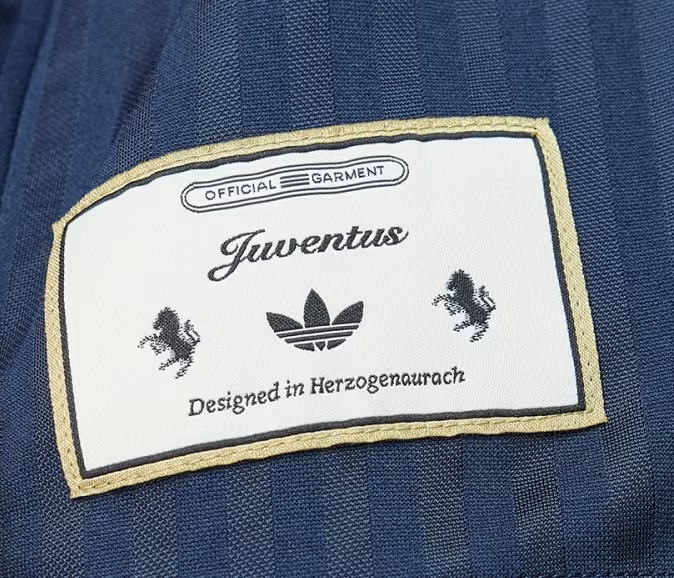 OFFICIAL GARMENT
Juventus
Designed in Herzogenaurach